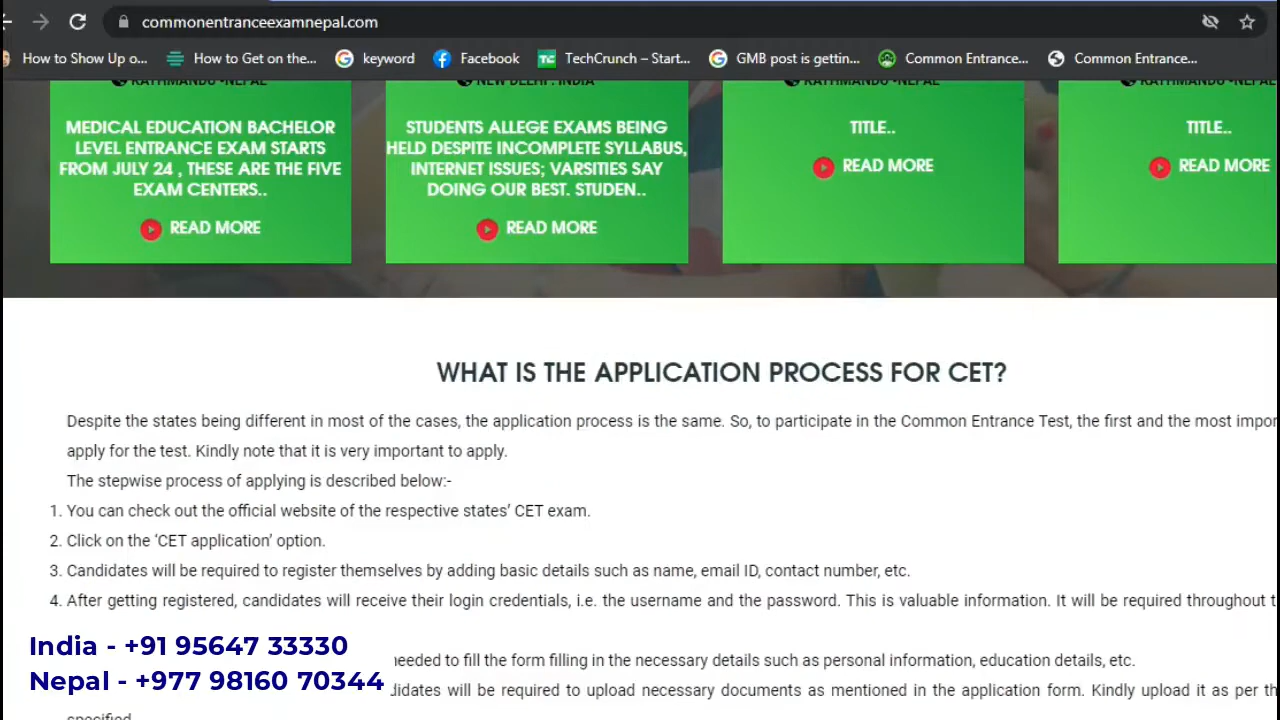 commonentranceexamnepal.com
How to Show Up o... How to Get on the... keyword Facebook TechCrunch – Start... GMB post is gettin... Common Entrance... Common Entrance...
KATHMANDU -NEPAL NEW DELHI . INDIA KATHMANDU -NEPAL KATHMANDU -NEPAL
MEDICAL EDUCATION BACHELOR
LEVEL ENTRANCE EXAM STARTS
FROM JULY 24 , THESE ARE THE FIVE
EXAM CENTERS..
READ MORE
STUDENTS ALLEGE EXAMS BEING
HELD DESPITE INCOMPLETE SYLLABUS,
INTERNET ISSUES; VARSITIES SAY
DOING OUR BEST. STUDEN..
READ MORE
TITLE..
READ MORE
TITLE..
READ MORE
WHAT IS THE APPLICATION PROCESS FOR CET?
Despite the states being different in most of the cases, the application process is the same. So, to participate in the Common Entrance Test, the first and the most impor
apply for the test. Kindly note that it is very important to apply.
The stepwise process of applying is described below:-
1. You can check out the official website of the respective states’ CET exam.
2. Click on the ‘CET application’ option.
3. Candidates will be required to register themselves by adding basic details such as name, email ID, contact number, etc.
4. After getting registered, candidates will receive their login credentials, i.e. the username and the password. This is valuable information. It will be required throughout t
needed to fill the form filling in the necessary details such as personal information, education details, etc.
didates will be required to upload necessary documents as mentioned in the application form. Kindly upload it as per th
specified
India - +91 95647 33330
Nepal - +977 98160 70344